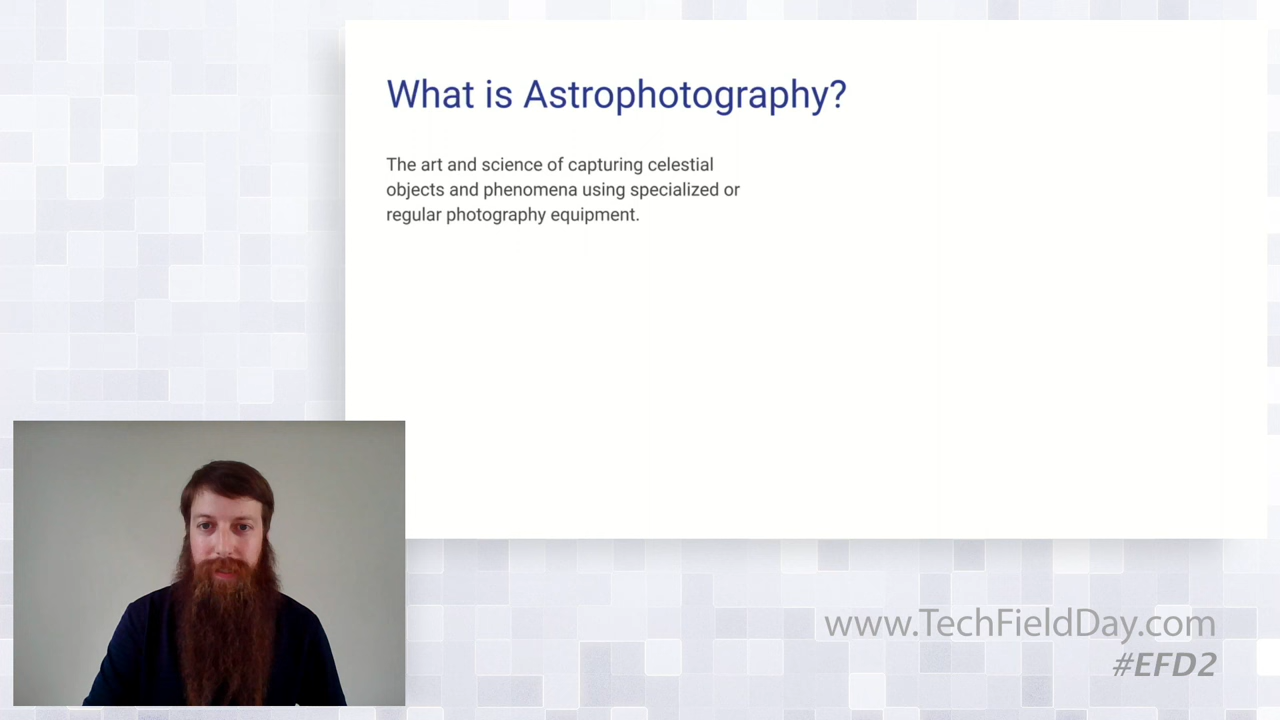 What is Astrophotography?
The art and science of capturing celestial
objects and phenomena using specialized or
regular photography equipment.
www.TechFieldDay.com
#EFD2